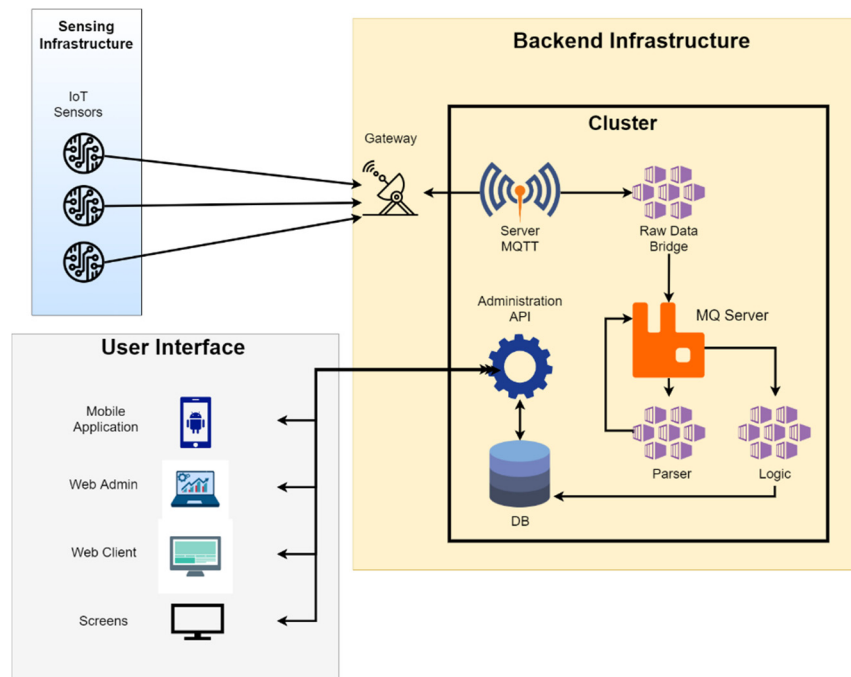 Sensing
Infrastructure
IoT
Sensors
Backend Infrastructure
Cluster
Gateway
Server
MQTT
Raw Data
Bridge
Administration
API
MQ Server
Parser
Logic
DB
User Interface
Mobile
Application
Web Admin
Web Client
Screens